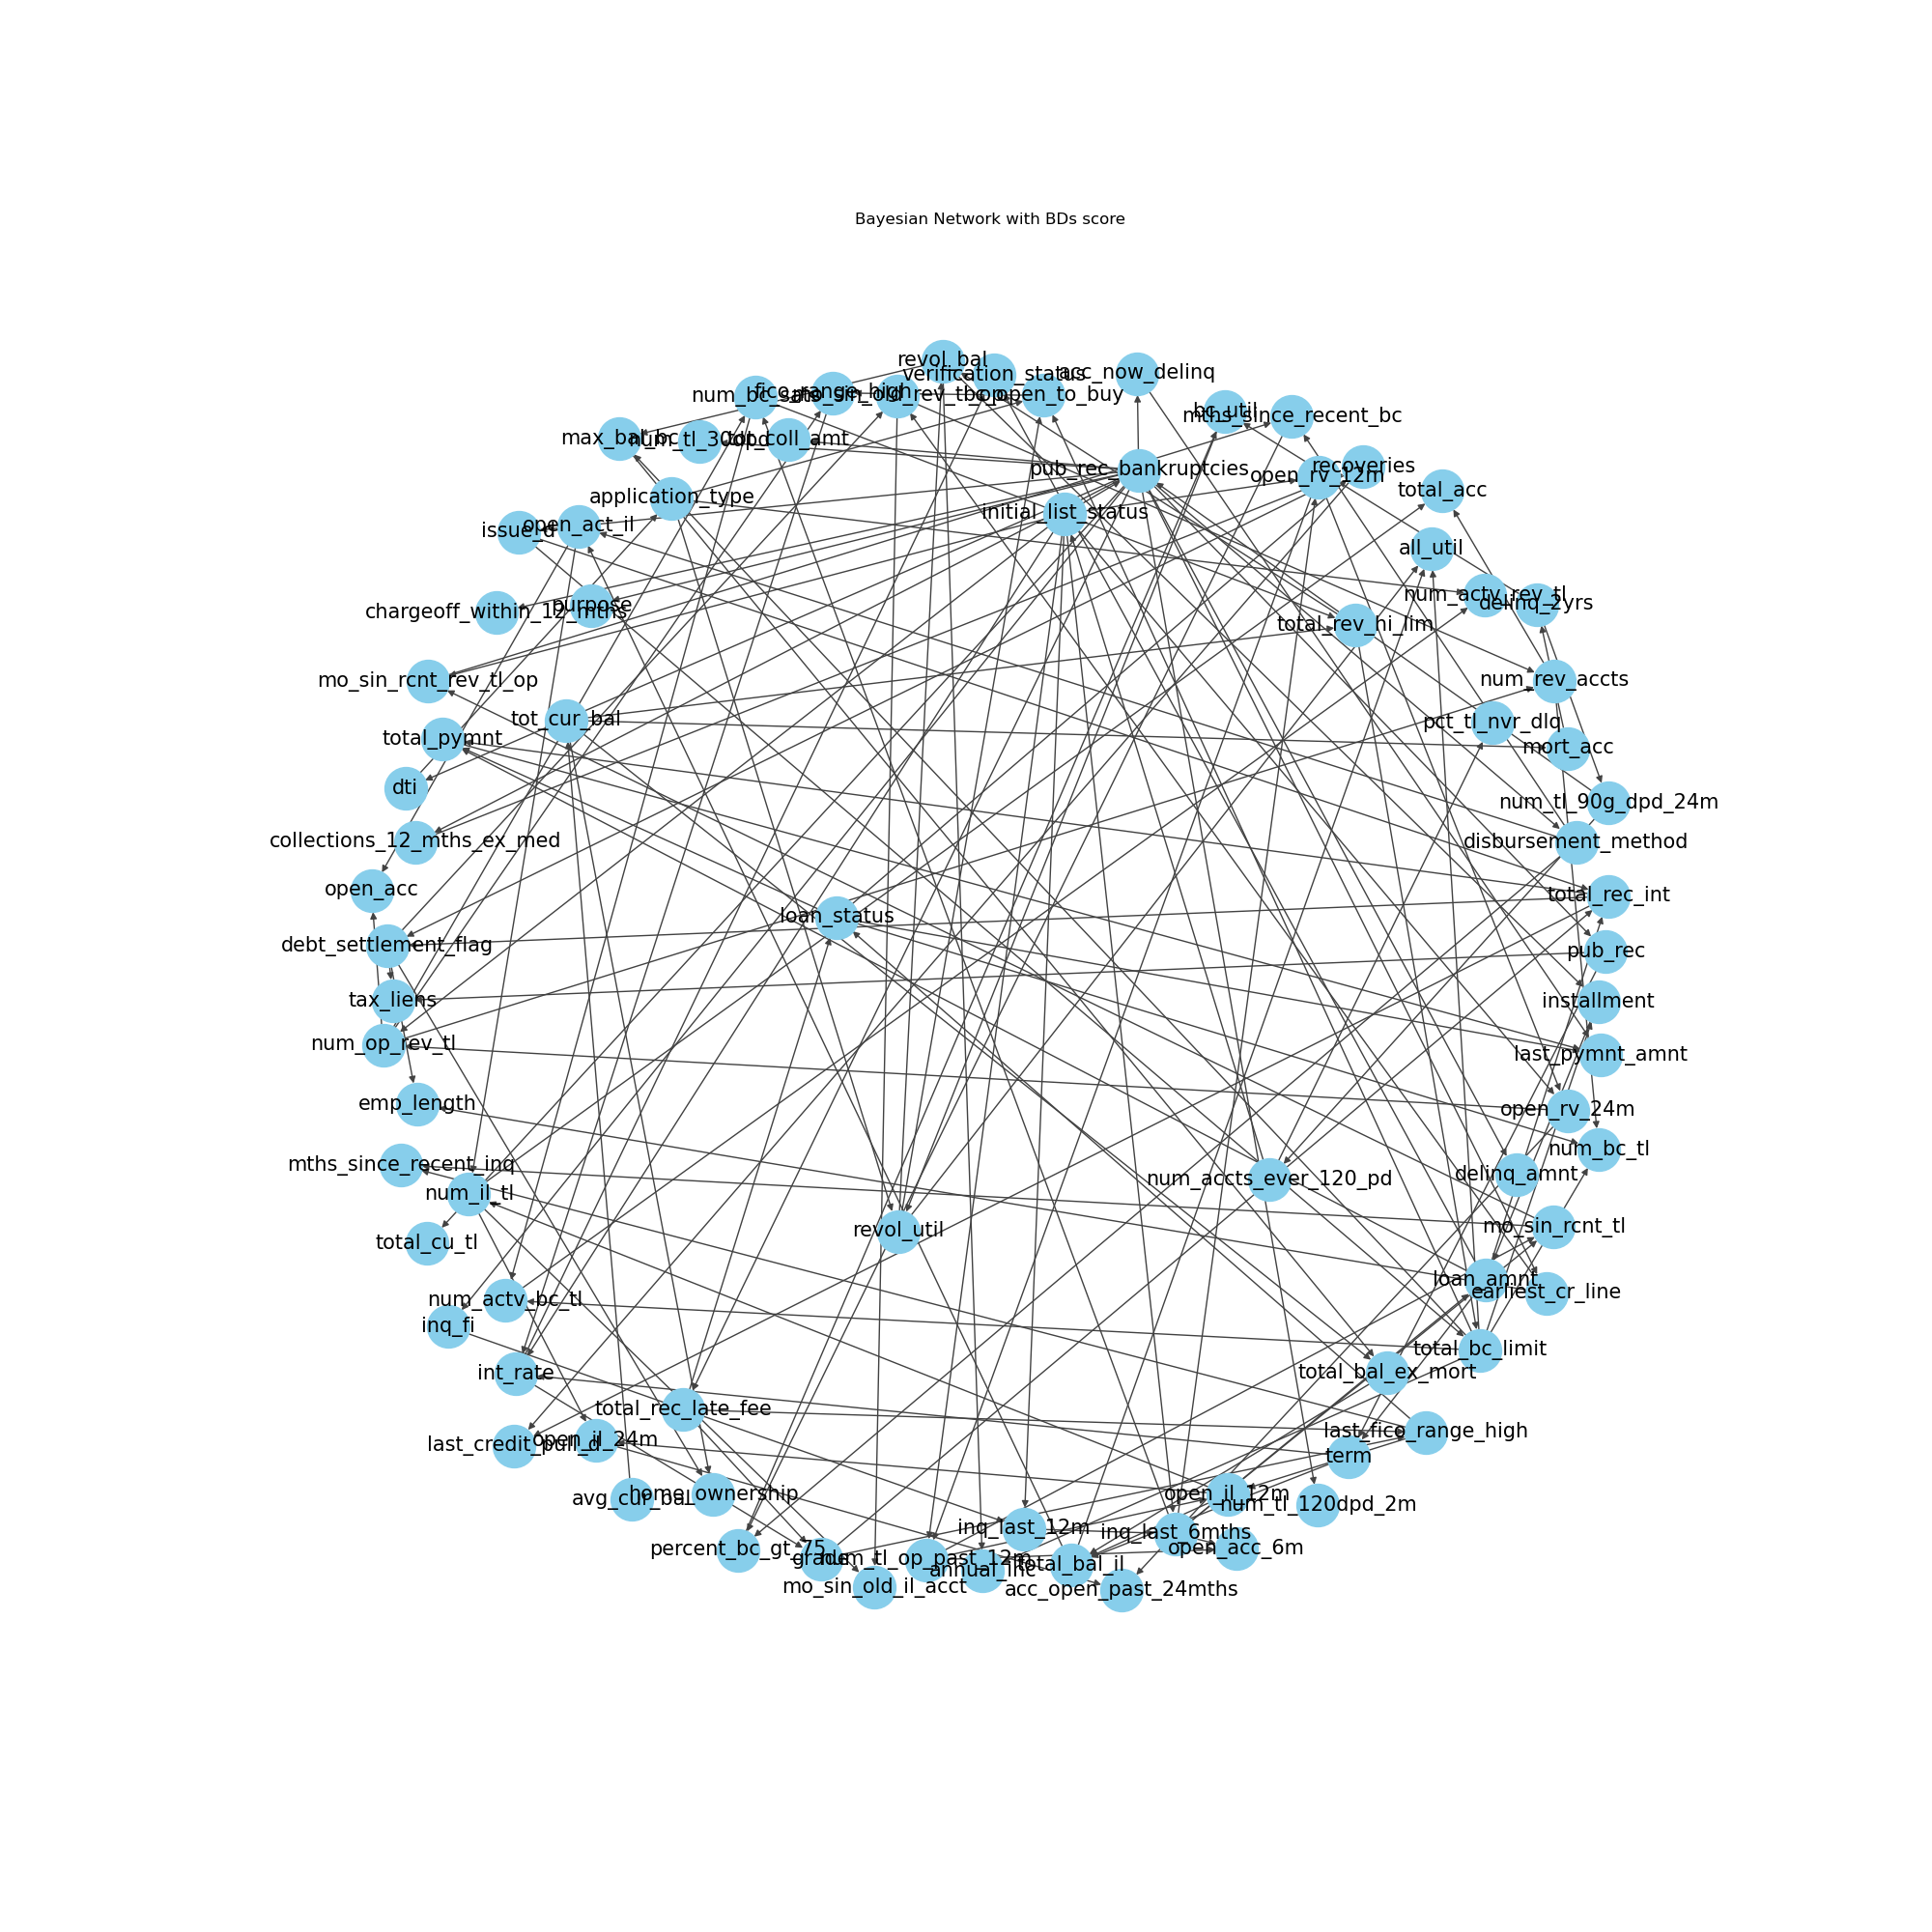 Bayesian Network with BDs score
revol_bal
verification_status
acc_now_delinq
num_bc_sats
fico_range_high
mo_sin_old_rev_tl_op
bc_open_to_buy
bc_util
mths_since_recent_bc
max_bal_bc
num_tl_30dpd
tot_coll_amt
pub_rec_bankruptcies
open_rv_12m
recoveries
total_acc
application_type
initial_list_status
issue_d
open_act_il
all_util
chargeoff_within_12_mths
purpose
num_actv_rev_tl
delinq_2yrs
total_rev_hi_lim
mo_sin_rcnt_rev_tl_op
num_rev_accts
tot_cur_bal
pct_tl_nvr_dlq
total_pymnt
mort_acc
dti
num_tl_90g_dpd_24m
collections_12_mths_ex_med
disbursement_method
open_acc
total_rec_int
loan_status
debt_settlement_flag
pub_rec
tax_liens
installment
num_op_rev_tl
last_pymnt_amnt
emp_length
open_rv_24m
mths_since_recent_inq
num_bc_tl
num_il_tl
num_accts_ever_120_pd
delinq_amnt
total_cu_tl
revol_util
mo_sin_rcnt_tl
num_actv_bc_tl
loan_amnt
earliest_cr_line
inq_fi
total_bc_limit
int_rate
total_bal_ex_mort
total_rec_late_fee
last_credit_pull_d
open_il_24m
last_fico_range_high
term
avg_cur_bal
home_ownership
open_il_12m
num_tl_120dpd_2m
inq_last_12m
inq_last_6mths
percent_bc_gt_75
grade
num_tl_op_past_12m
open_acc_6m
annual_inc
total_bal_il
mo_sin_old_il_acct
acc_open_past_24mths